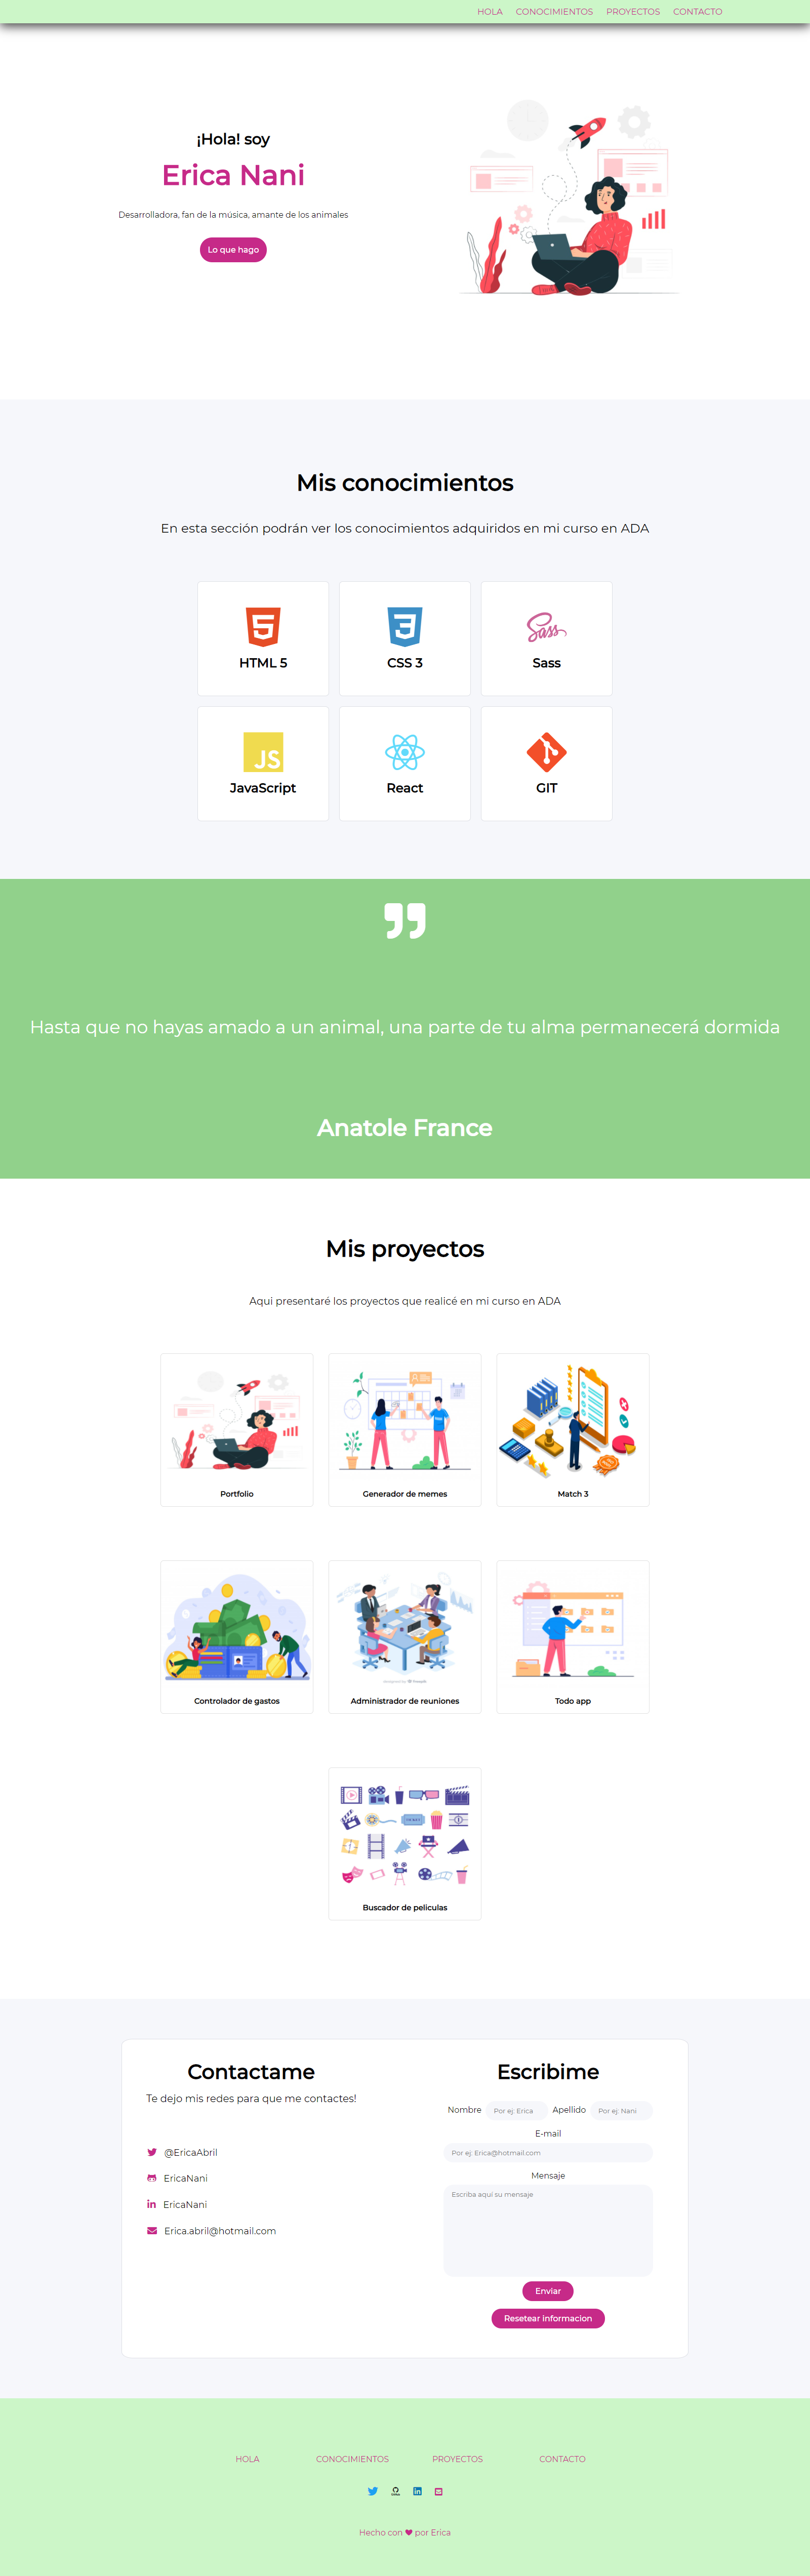 HOLA CONOCIMIENTOS PROYECTOS CONTACTO
¡Hola! soy
Erica Nani
Desarrolladora, fan de la música, amante de los animales
Lo que hago
Mis conocimientos
En esta sección podrán ver los conocimientos adquiridos en mi curso en ADA
HTML 5 CSS 3 Sass
JS
JavaScript React GIT
Hasta que no hayas amado a un animal, una parte de tu alma permanecerá dormida
Anatole France
Mis proyectos
Aqui presentaré los proyectos que realicé en mi curso en ADA
Portfolio Generador de memes Match 3
Controlador de gastos Administrador de reuniones Todo app
Buscador de peliculas
Contactame
Te dejo mis redes para que me contactes!
@EricaAbril
EricaNani
EricaNani
Erica.abril@hotmail.com
Escribime
Nombre Por ej: Erica Apellido Por ej: Nani
E-mail
Por ej: Erica@hotmail.com
Mensaje
Escriba aquí su mensaje
Enviar
Resetear informacion
HOLA CONOCIMIENTOS PROYECTOS CONTACTO
Hecho con ❤ por Erica